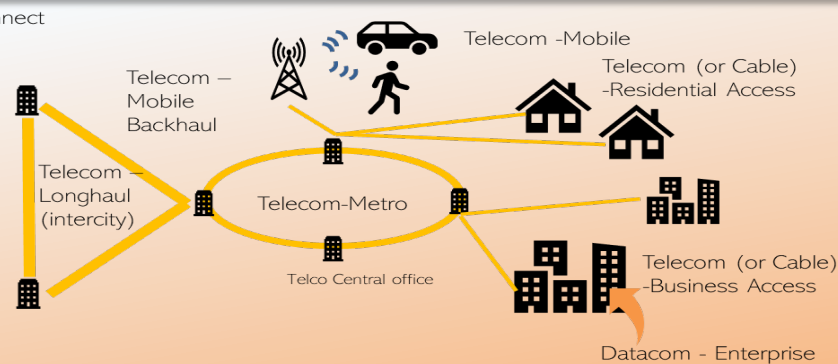 Telecom -Mobile
Telecom –
Mobile
Backhaul
Telecom (or Cable)
-Residential Access
Telecom –
Longhaul
(intercity)
Telecom-Metro
Telco Central office
Telecom (or Cable)
-Business Access
Datacom - Enterprise